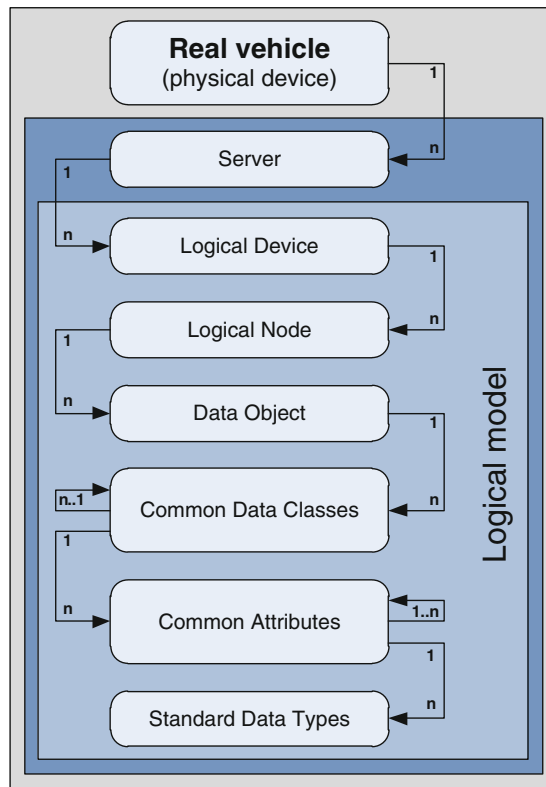 Real vehicle
(physical device)
1
n
Server
1
n
Logical Device
1
n
Logical Node
1
n
Data Object
1
n
n..1
Common Data Classes
1
n
Common Attributes
1..n
1
n
Standard Data Types
Logical model